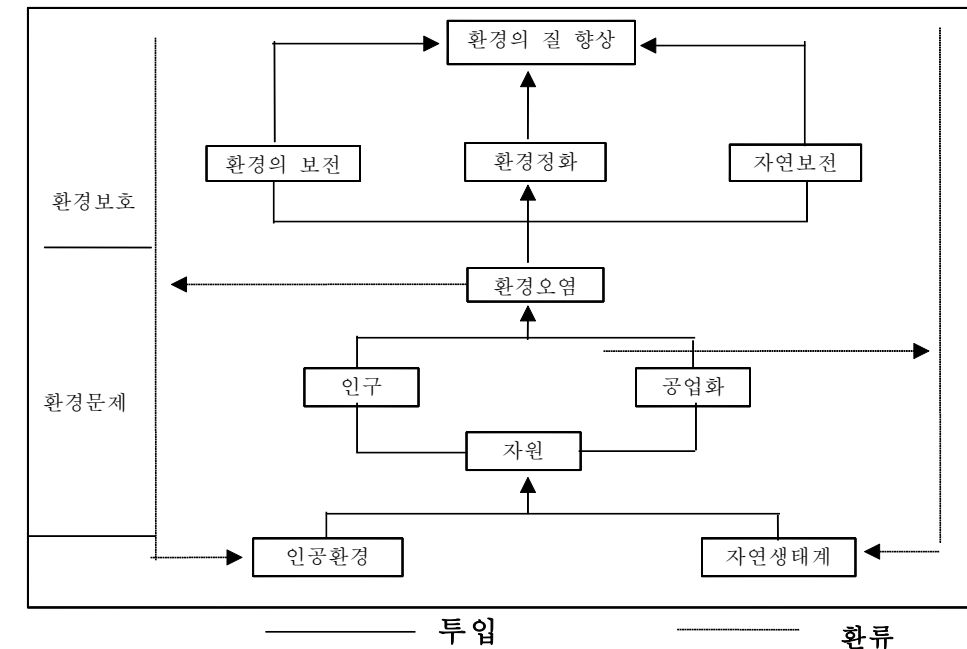 환경의 질 향상
환경의 보전
환경정화
자연보전
환경보호
환경오염
환경문제
인구
공업화
자원
인공환경
자연생태계
투입
환류